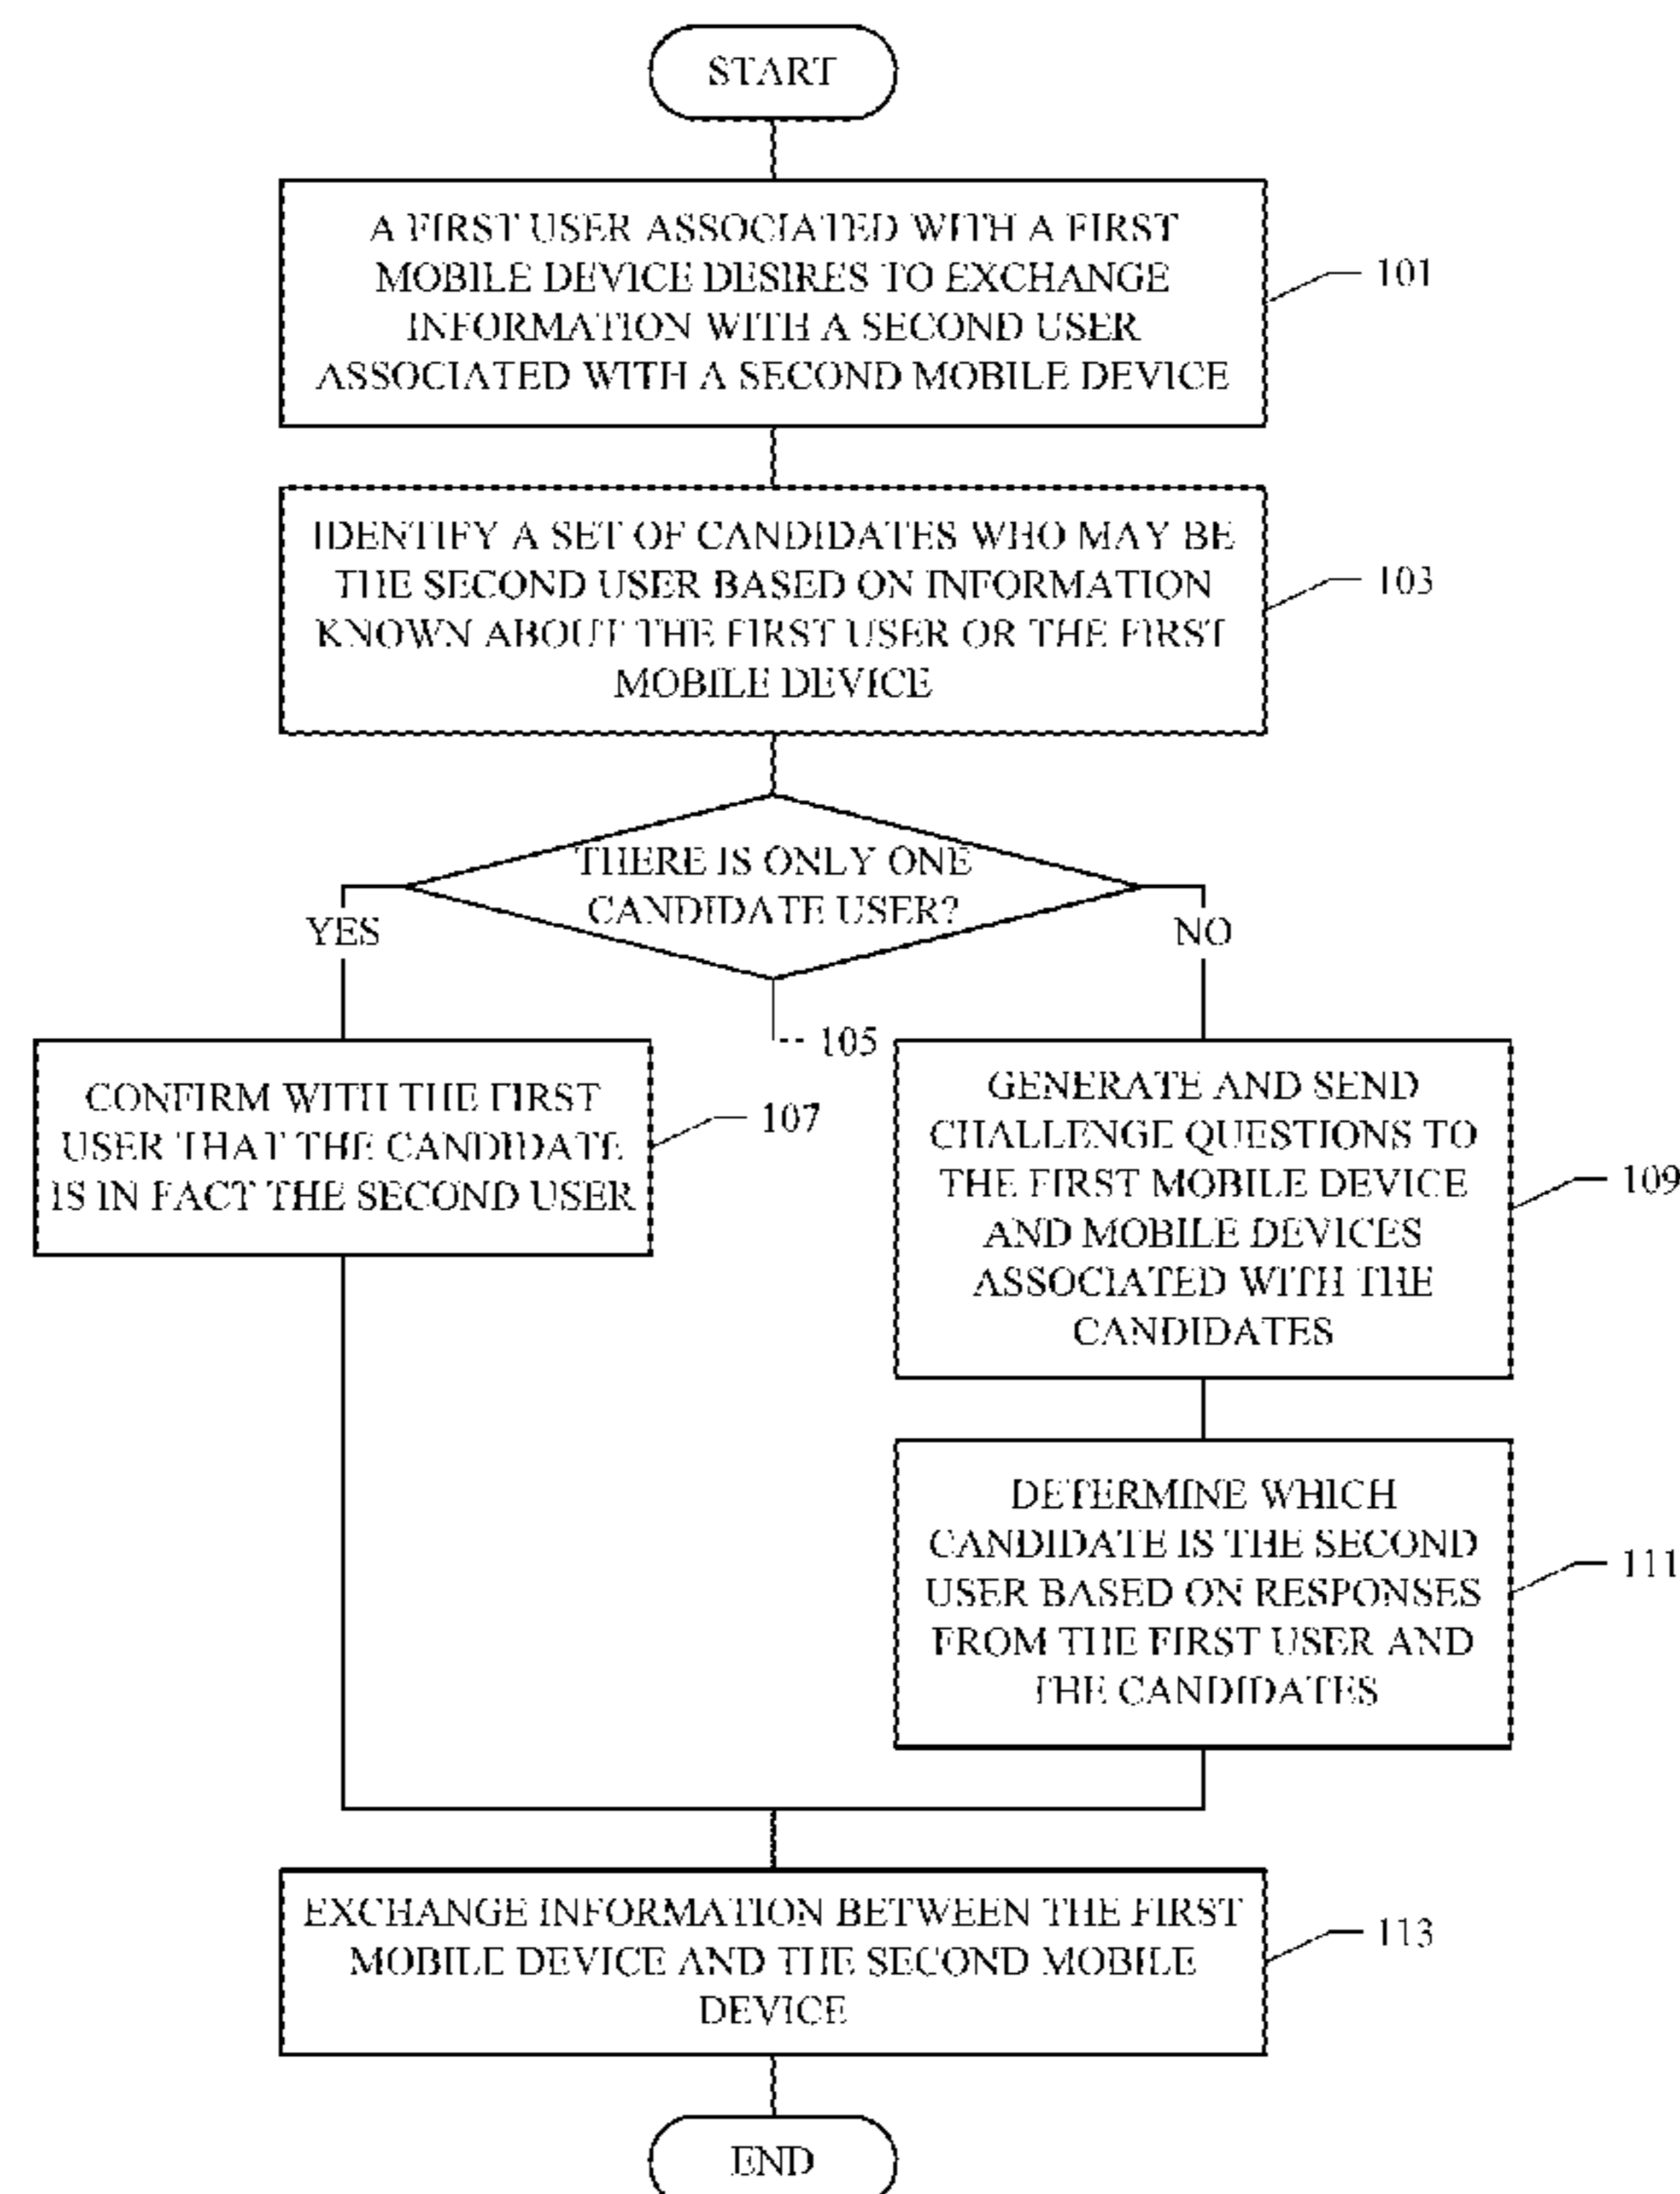 START
A FIRST USER ASSOCIATED WITH A FIRST
MOBILE DEVICE DESIRES TO EXCHANGE
INFORMATION WITH A SECOND USER
ASSOCIATED WITH A SECOND MOBILE DEVICE
101
IDENTIFY A SET OF CANDIDATES WHO MAY BE
THE SECOND USER BASED ON INFORMATION
KNOWN ABOUT THE FIRST USER OR THE FIRST
MOBILE DEVICE
103
THERE IS ONLY ONE
CANDIDATE USER?
YES
NO
105
CONFIRM WITH THE FIRST
USER THAT THE CANDIDATE
IS IN FACT THE SECOND USER
107
GENERATE AND SEND
CHALLENGE QUESTIONS TO
THE FIRST MOBILE DEVICE
AND MOBILE DEVICES
ASSOCIATED WITH THE
CANDIDATES
109
DETERMINE WHICH
CANDIDATE IS THE SECOND
USER BASED ON RESPONSES
FROM THE FIRST USER AND
THE CANDIDATES
111
EXCHANGE INFORMATION BETWEEN THE FIRST
MOBILE DEVICE AND THE SECOND MOBILE
DEVICE
113
END